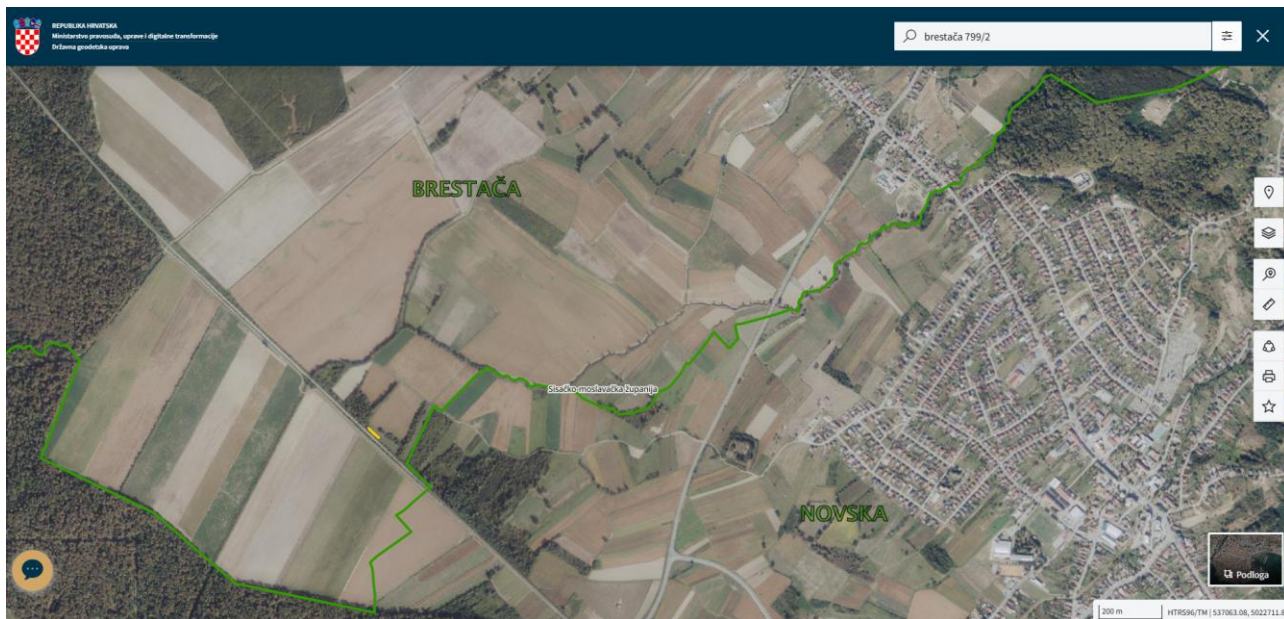 REPUBLIKA HRVATSKA
Ministarstvo pravosuđa, uprave i digitalne transformacije
Državna geodetska uprava
brestača 799/2
BRESTAČA
Sisačko-moslavačka županija
NOVSKA
Podloga
200 m
HTRS96/TM | 537063.08, 5022711.8